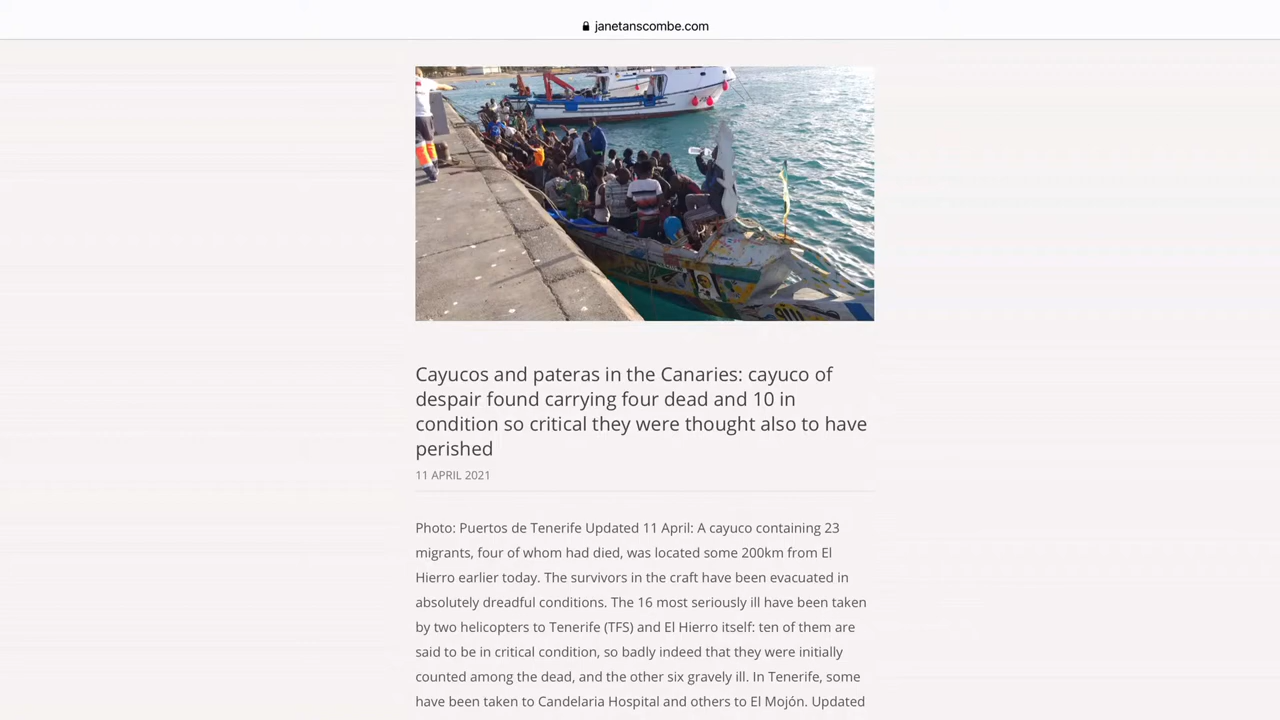 janetanscombe.com
Cayucos and pateras in the Canaries: cayuco of
despair found carrying four dead and 10 in
condition so critical they were thought also to have
perished
11 APRIL 2021
Photo: Puertos de Tenerife Updated 11 April: A cayuco containing 23
migrants, four of whom had died, was located some 200km from El
Hierro earlier today. The survivors in the craft have been evacuated in
absolutely dreadful conditions. The 16 most seriously ill have been taken
by two helicopters to Tenerife (TFS) and El Hierro itself: ten of them are
said to be in critical condition, so badly indeed that they were initially
counted among the dead, and the other six gravely ill. In Tenerife, some
have been taken to Candelaria Hospital and others to El Mojón. Updated